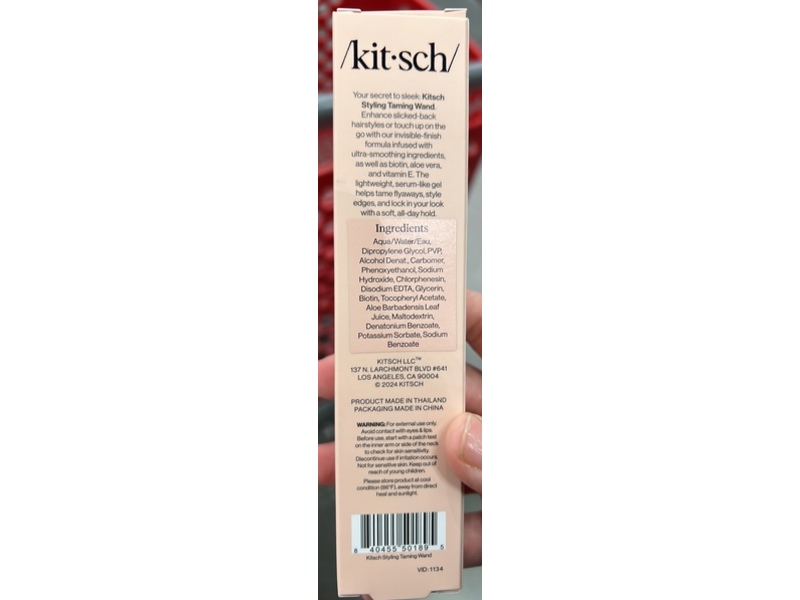 /kit·sch/
Your secret to sleek: Kitsch
Styling Taming Wand.
Enhance slicked-back
hairstyles or touch up on the
go with our invisible-finish
formula infused with
ultra-smoothing ingredients,
as well as biotin, aloe vera,
and vitamin E. The
lightweight, serum-like gel
helps tame flyaways, style
edges, and lock in your look
with a soft, all-day hold.
Ingredients
Aqua/Water/Eau,
Dipropylene Glycol, PVP,
Alcohol Denat., Carbomer,
Phenoxyethanol, Sodium
Hydroxide, Chlorphenesin,
Disodium EDTA, Glycerin,
Biotin, Tocopheryl Acetate,
Aloe Barbadensis Leaf
Juice, Maltodextrin,
Denatonium Benzoate,
Potassium Sorbate, Sodium
Benzoate
KITSCH LLC™
137 N. LARCHMONT BLVD #641
LOS ANGELES, CA 90004
© 2024 KITSCH
PRODUCT MADE IN THAILAND
PACKAGING MADE IN CHINA
WARNING: For external use only.
Avoid contact with eyes & lips.
Before use, start with a patch test
on the inner arm or side of the neck
to check for skin sensitivity.
Discontinue use if irritation occurs.
Not for sensitive skin. Keep out of
reach of young children.
Please store product at cool
condition (86°F), away from direct
heat and sunlight.
8 40455 50189 5
Kitsch Styling Taming Wand
VID: 1134